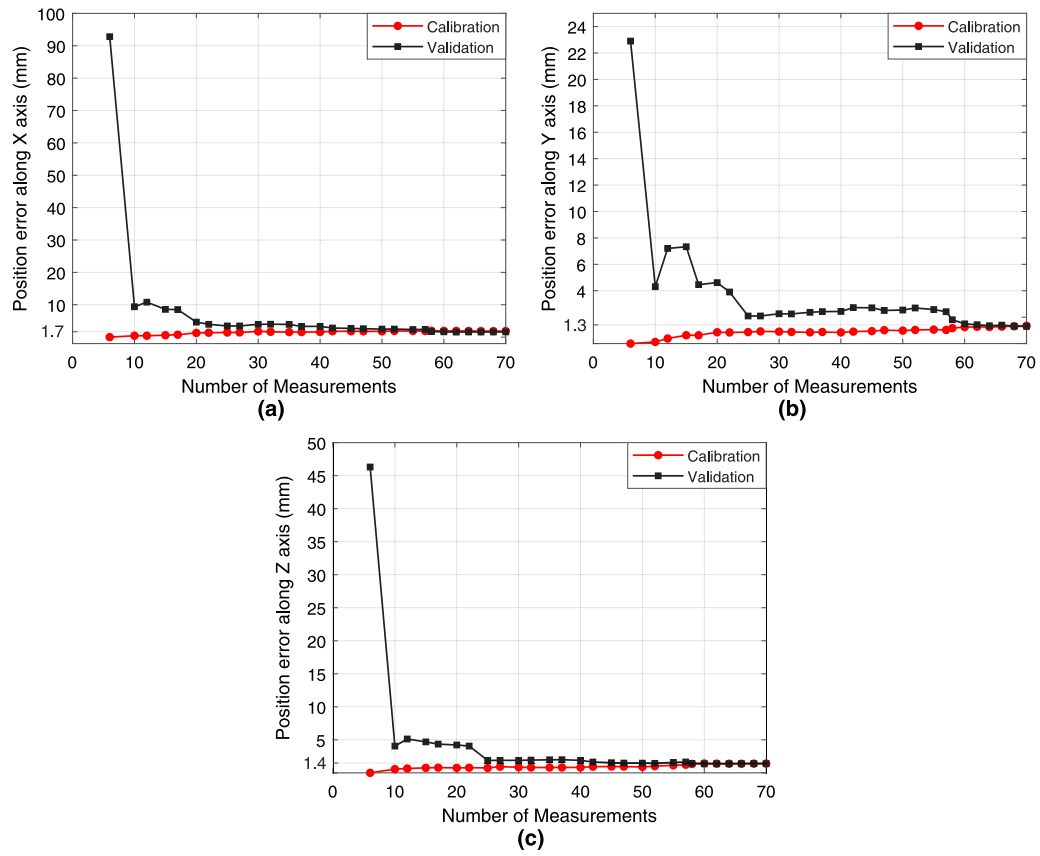 100
90
80
70
60
50
40
30
20
10
1.7
Position error along X axis (mm)
Calibration
Validation
0 10 20 30 40 50 60 70
Number of Measurements
(a)
24
22
20
18
16
14
12
10
8
6
4
1.3
Position error along Y axis (mm)
Calibration
Validation
0 10 20 30 40 50 60 70
Number of Measurements
(b)
50
45
40
35
30
25
20
15
10
5
1.4
Position error along Z axis (mm)
Calibration
Validation
0 10 20 30 40 50 60 70
Number of Measurements
(c)